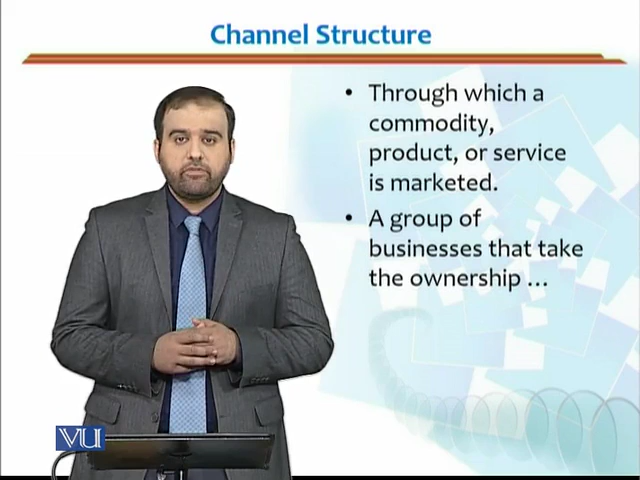 Channel Structure
• Through which a
commodity,
product, or service
is marketed.
• A group of
businesses that take
the ownership ...
VU